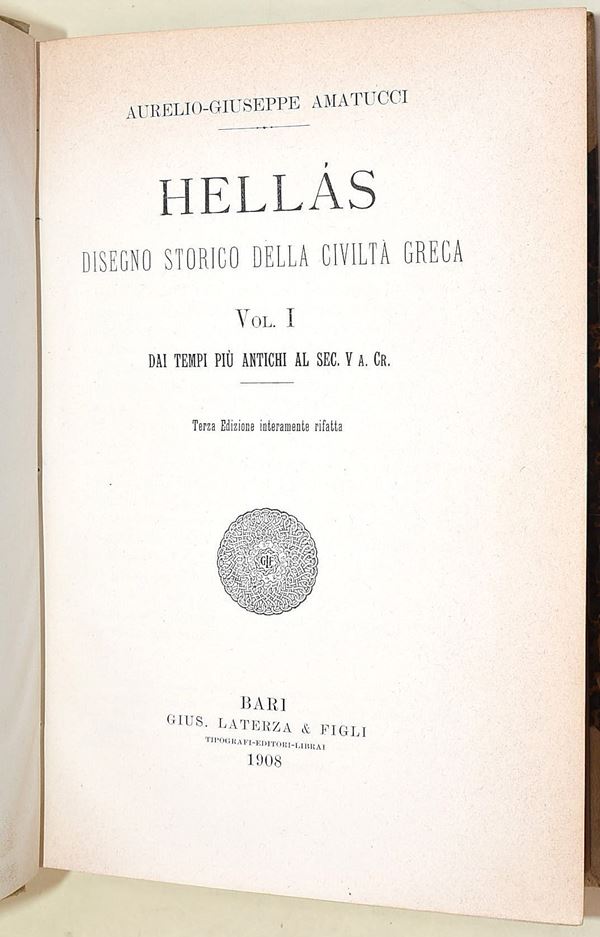 AURELIO-GIUSEPPE AMATUCCI
HELLÁS
DISEGNO STORICO DELLA CIVILTÀ GRECA
VOL. I
DAI TEMPI PIÙ ANTICHI AL SEC. V A. CR.
Terza Edizione interamente rifatta
GLF
BARI
GIUS. LATERZA & FIGLI
TIPOGRAFI-EDITORI-LIBRAI
1908